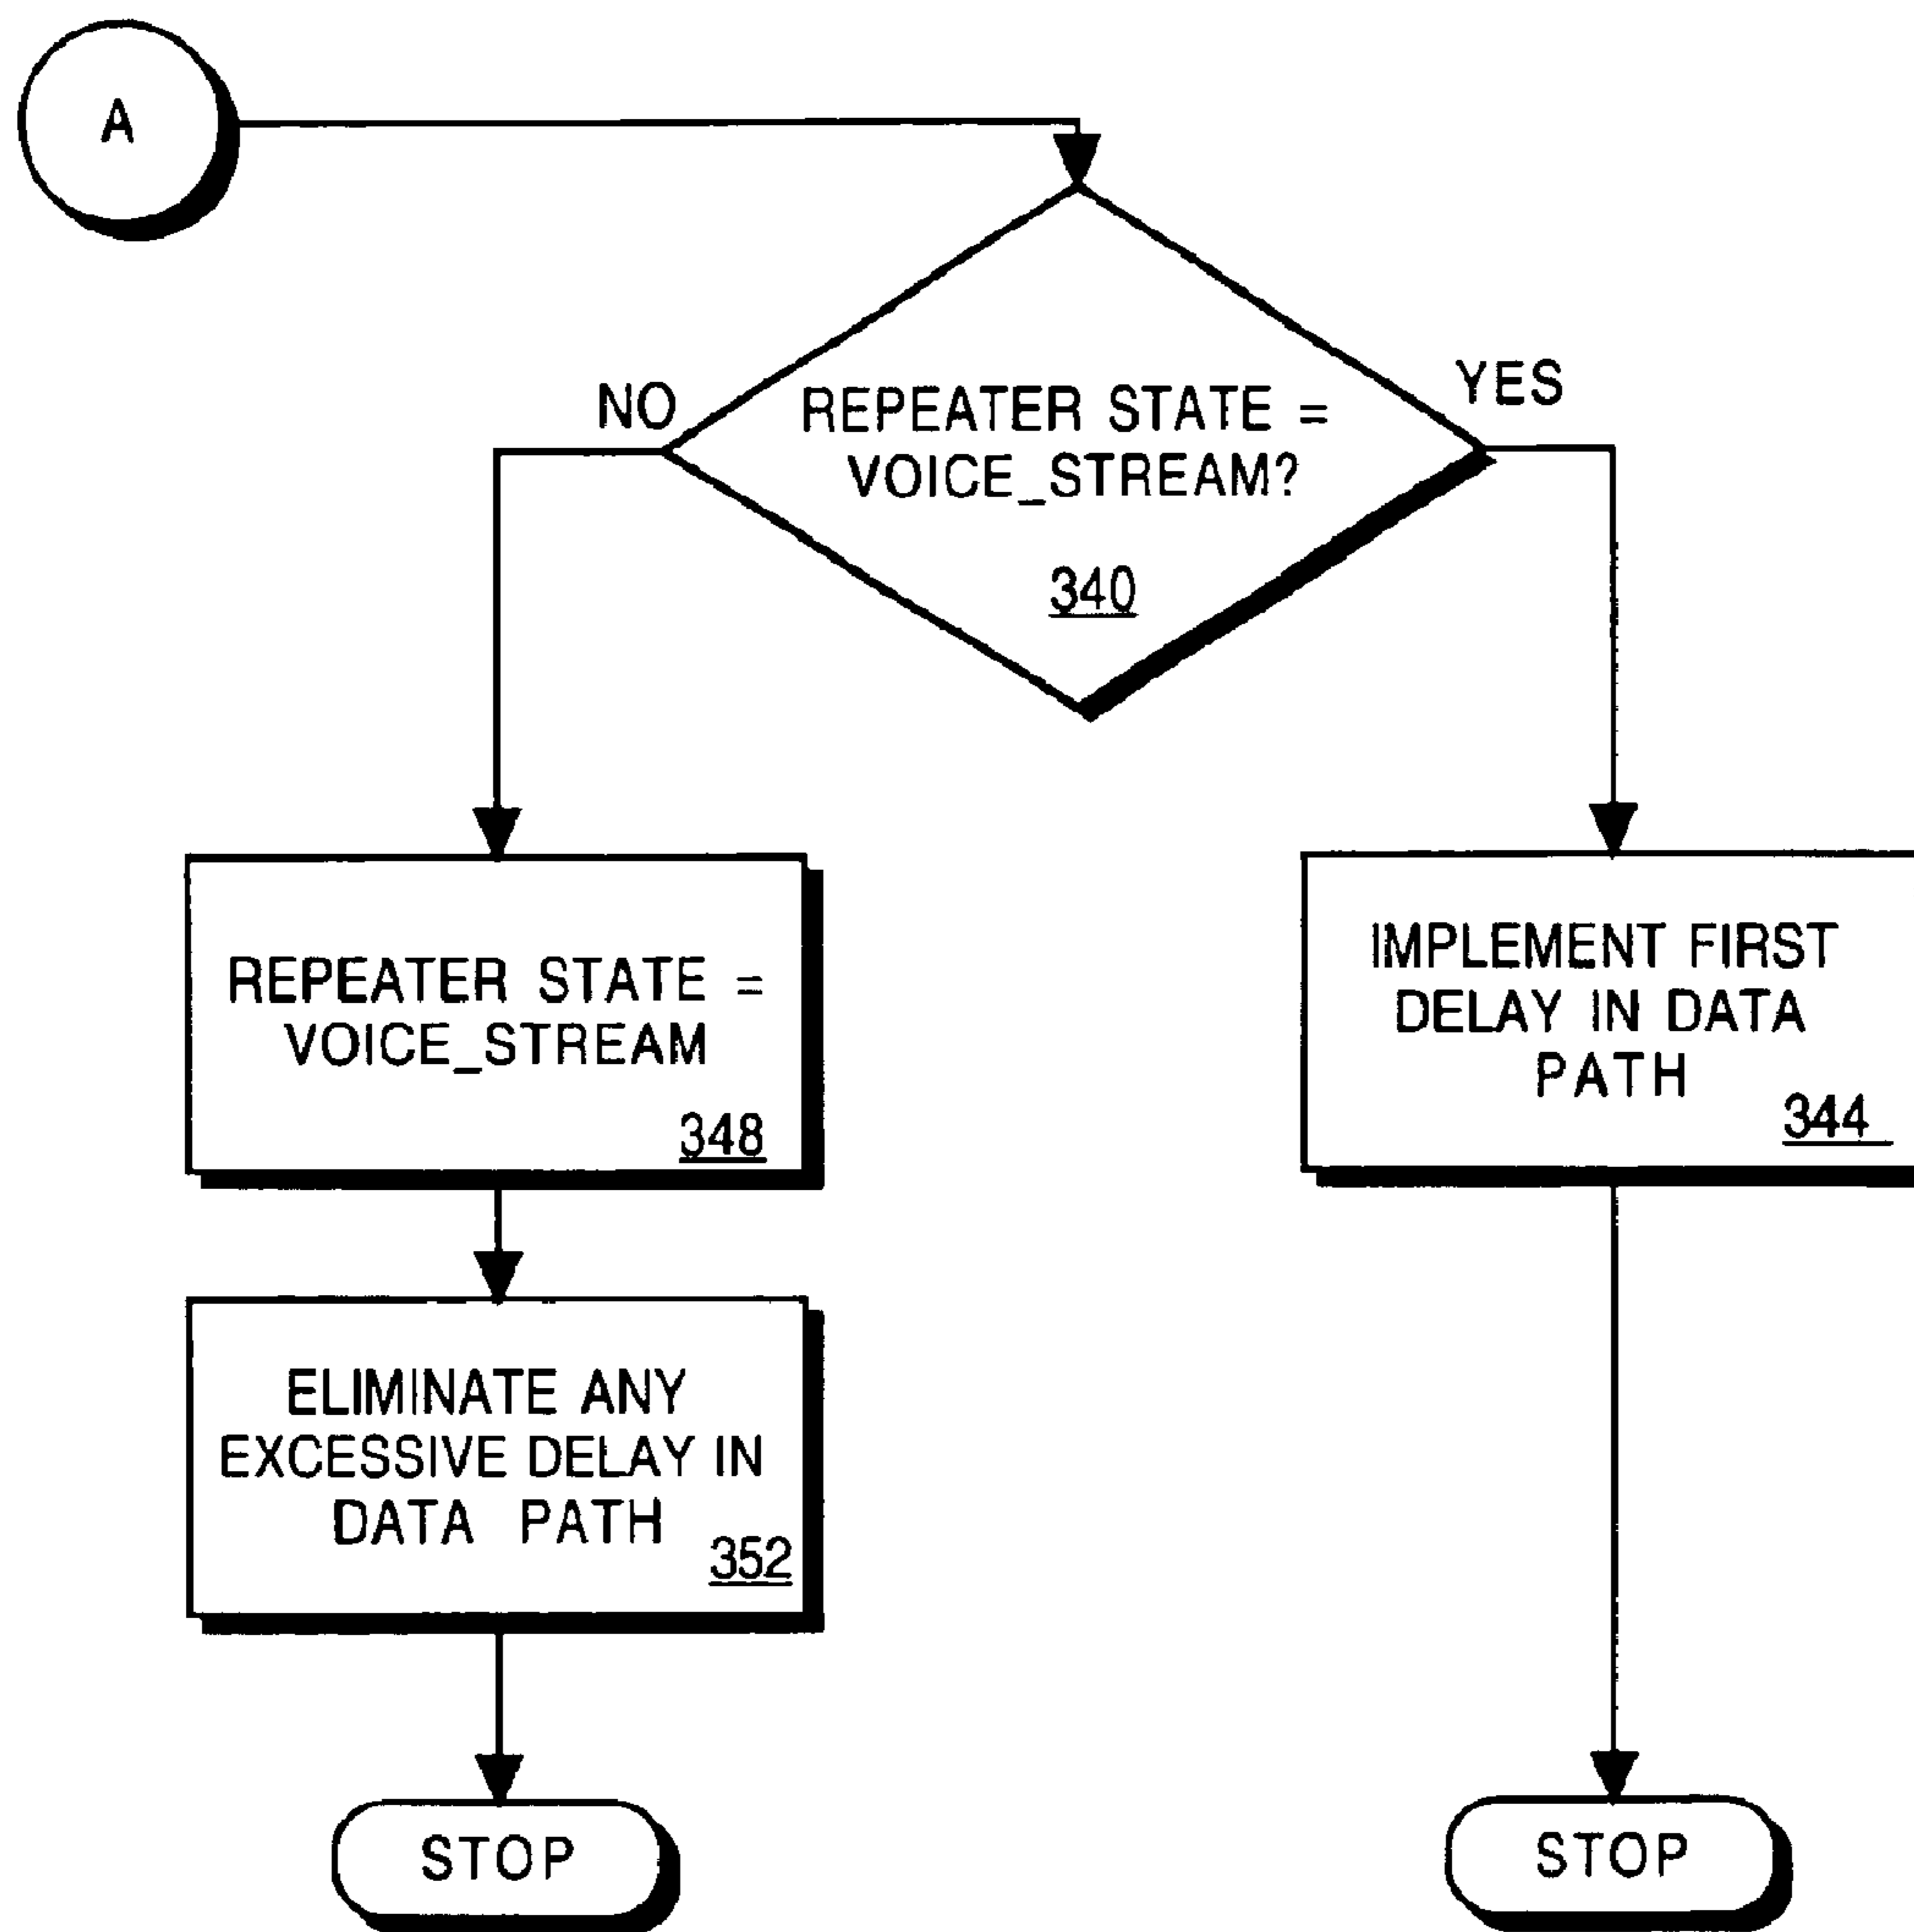 A
NO
REPEATER STATE =
VOICE_STREAM?
340
YES
REPEATER STATE =
VOICE_STREAM
348
IMPLEMENT FIRST
DELAY IN DATA
PATH
344
ELIMINATE ANY
EXCESSIVE DELAY IN
DATA PATH
352
STOP
STOP